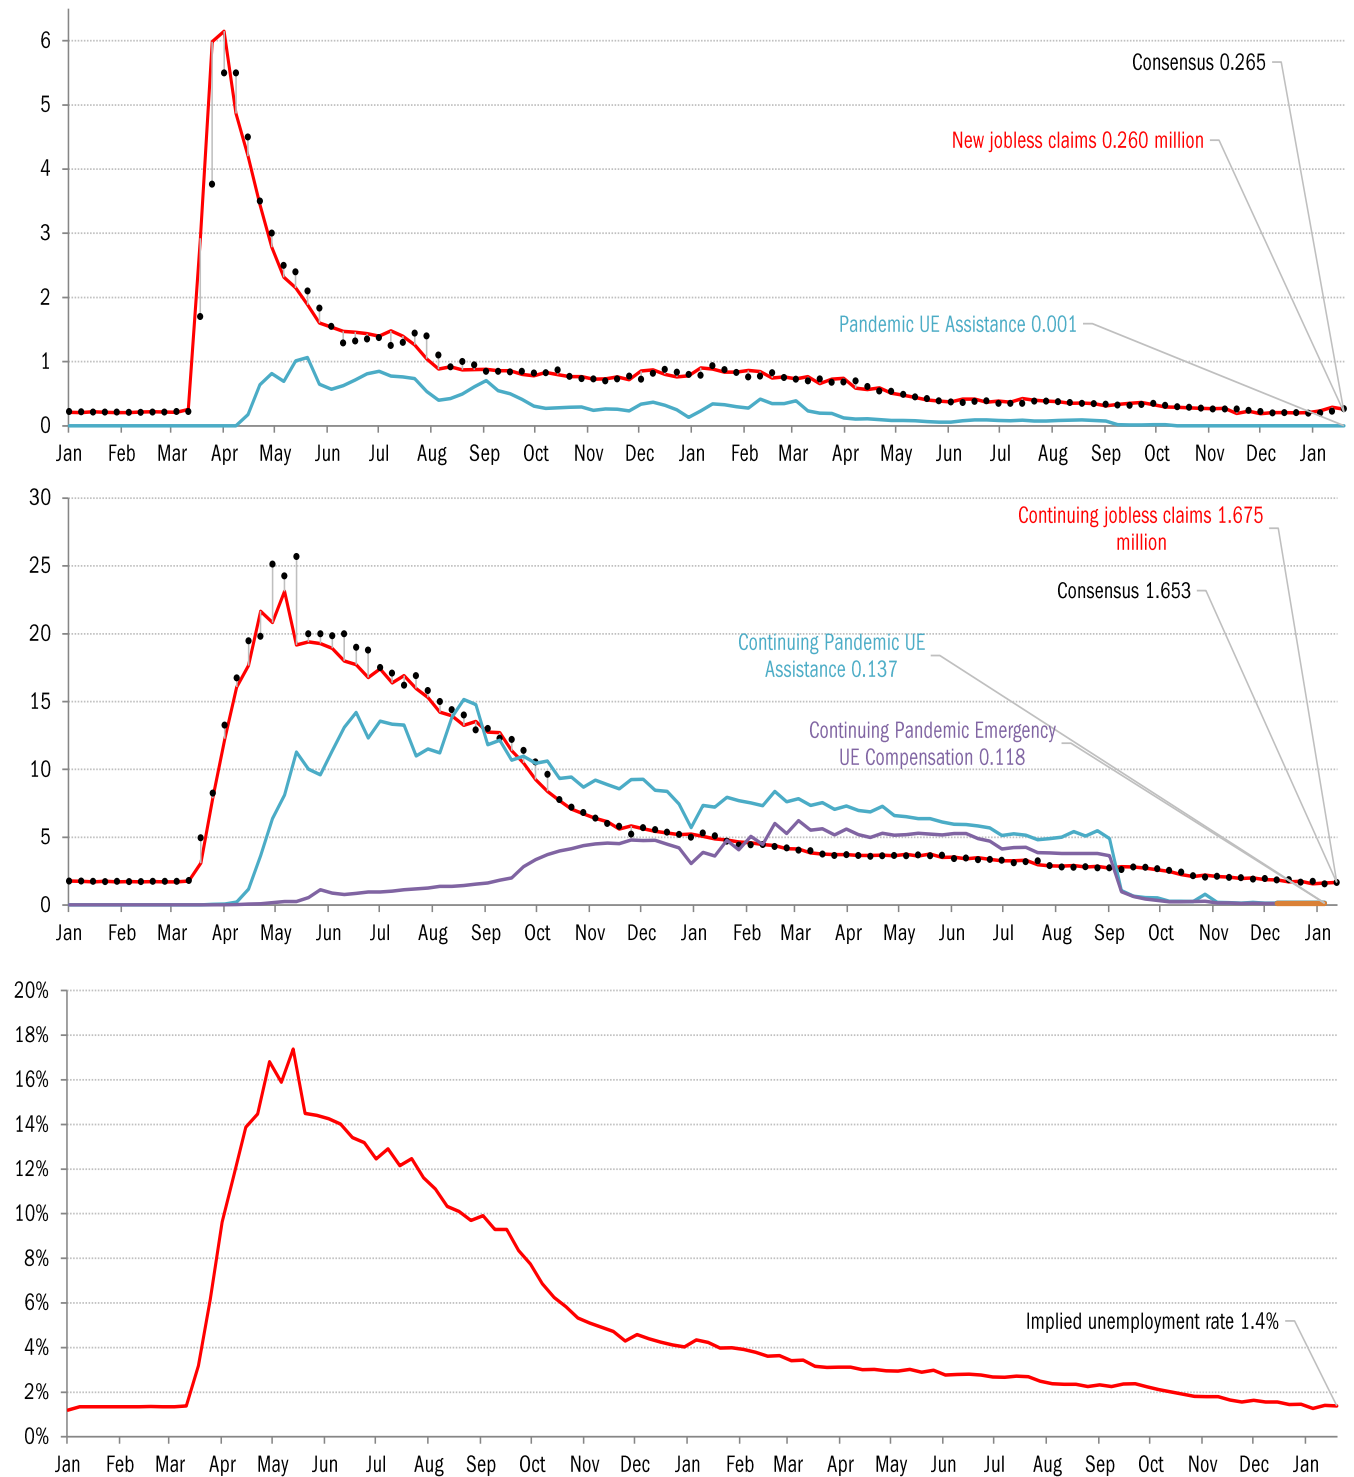 6
Consensus 0.265
5
New jobless claims 0.260 million
4
3
2
Pandemic UE Assistance 0.001
1
0
Jan Feb Mar Apr May Jun Jul Aug Sep Oct Nov Dec Jan Feb Mar Apr May Jun Jul Aug Sep Oct Nov Dec Jan
30
Continuing jobless claims 1.675
million
25
Consensus 1.653
20
Continuing Pandemic UE
Assistance 0.137
15
Continuing Pandemic Emergency
UE Compensation 0.118
10
5
0
Jan Feb Mar Apr May Jun Jul Aug Sep Oct Nov Dec Jan Feb Mar Apr May Jun Jul Aug Sep Oct Nov Dec Jan
20%
18%
16%
14%
12%
10%
8%
6%
Implied unemployment rate 1.4%
4%
2%
0%
Jan Feb Mar Apr May Jun Jul Aug Sep Oct Nov Dec Jan Feb Mar Apr May Jun Jul Aug Sep Oct Nov Dec Jan